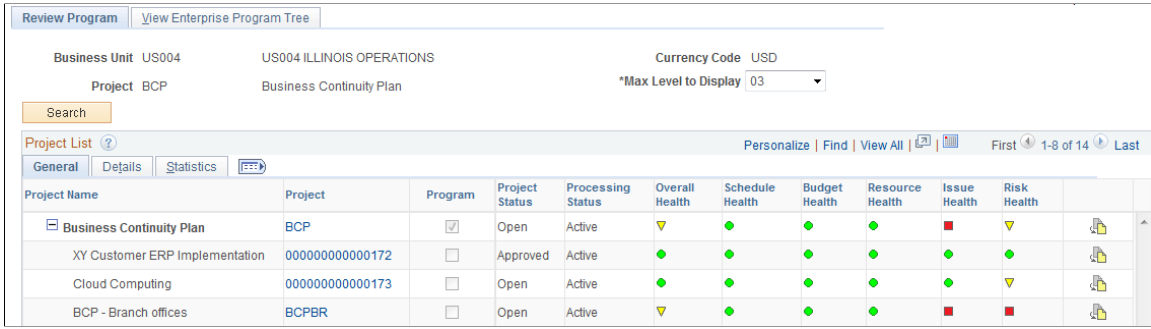 Review Program View Enterprise Program Tree
Business Unit US004 US004 ILLINOIS OPERATIONS Currency Code USD
Project BCP Business Continuity Plan *Max Level to Display 03
Search
Project List ? Personalize | Find | View All | | First 1-8 of 14 Last
General Details Statistics
Project Name Project Program Project Status Processing Status Overall Health Schedule Health Budget Health Resource Health Issue Health Risk Health
Business Continuity Plan BCP Open Active
XY Customer ERP Implementation 000000000000172 Approved Active
Cloud Computing 000000000000173 Open Active
BCP - Branch offices BCPBR Open Active